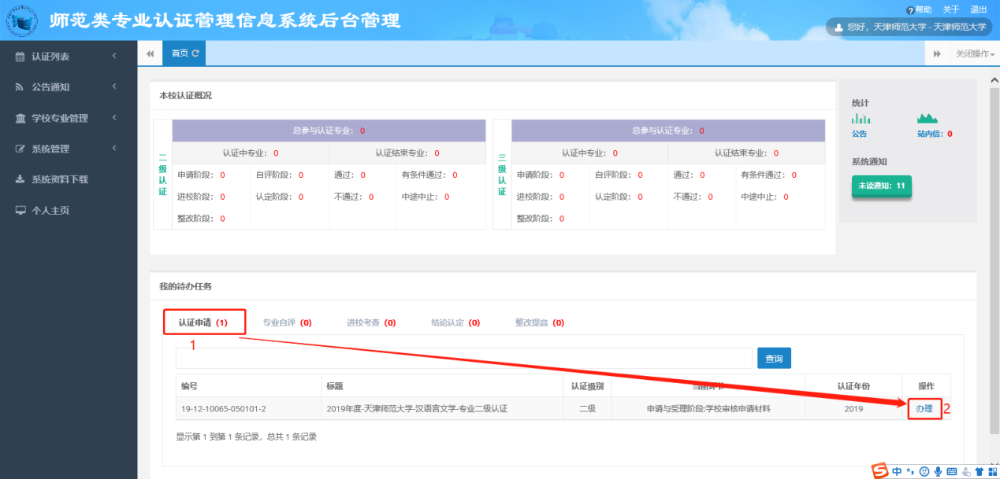 师范类专业认证管理信息系统后台管理
帮助 关于 退出
您好，天津师范大学 - 天津师范大学
认证列表
公告通知
学校专业管理
系统管理
系统资料下载
个人主页
首页
关闭操作
本校认证概况
二级认证
总参与认证专业：0
认证中专业：0 认证结束专业：0
申请阶段：0 自评阶段：0 通过：0 有条件通过：0
进校阶段：0 认定阶段：0 不通过：0 中途中止：0
整改阶段：0
三级认证
总参与认证专业：0
认证中专业：0 认证结束专业：0
申请阶段：0 自评阶段：0 通过：0 有条件通过：0
进校阶段：0 认定阶段：0 不通过：0 中途中止：0
整改阶段：0
统计
公告 站内信：0
系统通知
未读通知：11
我的待办任务
认证申请 (1) 专业自评 (0) 进校考查 (0) 结论认定 (0) 整改提高 (0)
1
查询
编号 标题 认证级别 当前环节 认证年份 操作
19-12-10065-050101-2 2019年度-天津师范大学-汉语言文学-专业二级认证 二级 申请与受理阶段:学校审核申请材料 2019 办理
2
显示第 1 到第 1 条记录，总共 1 条记录
中